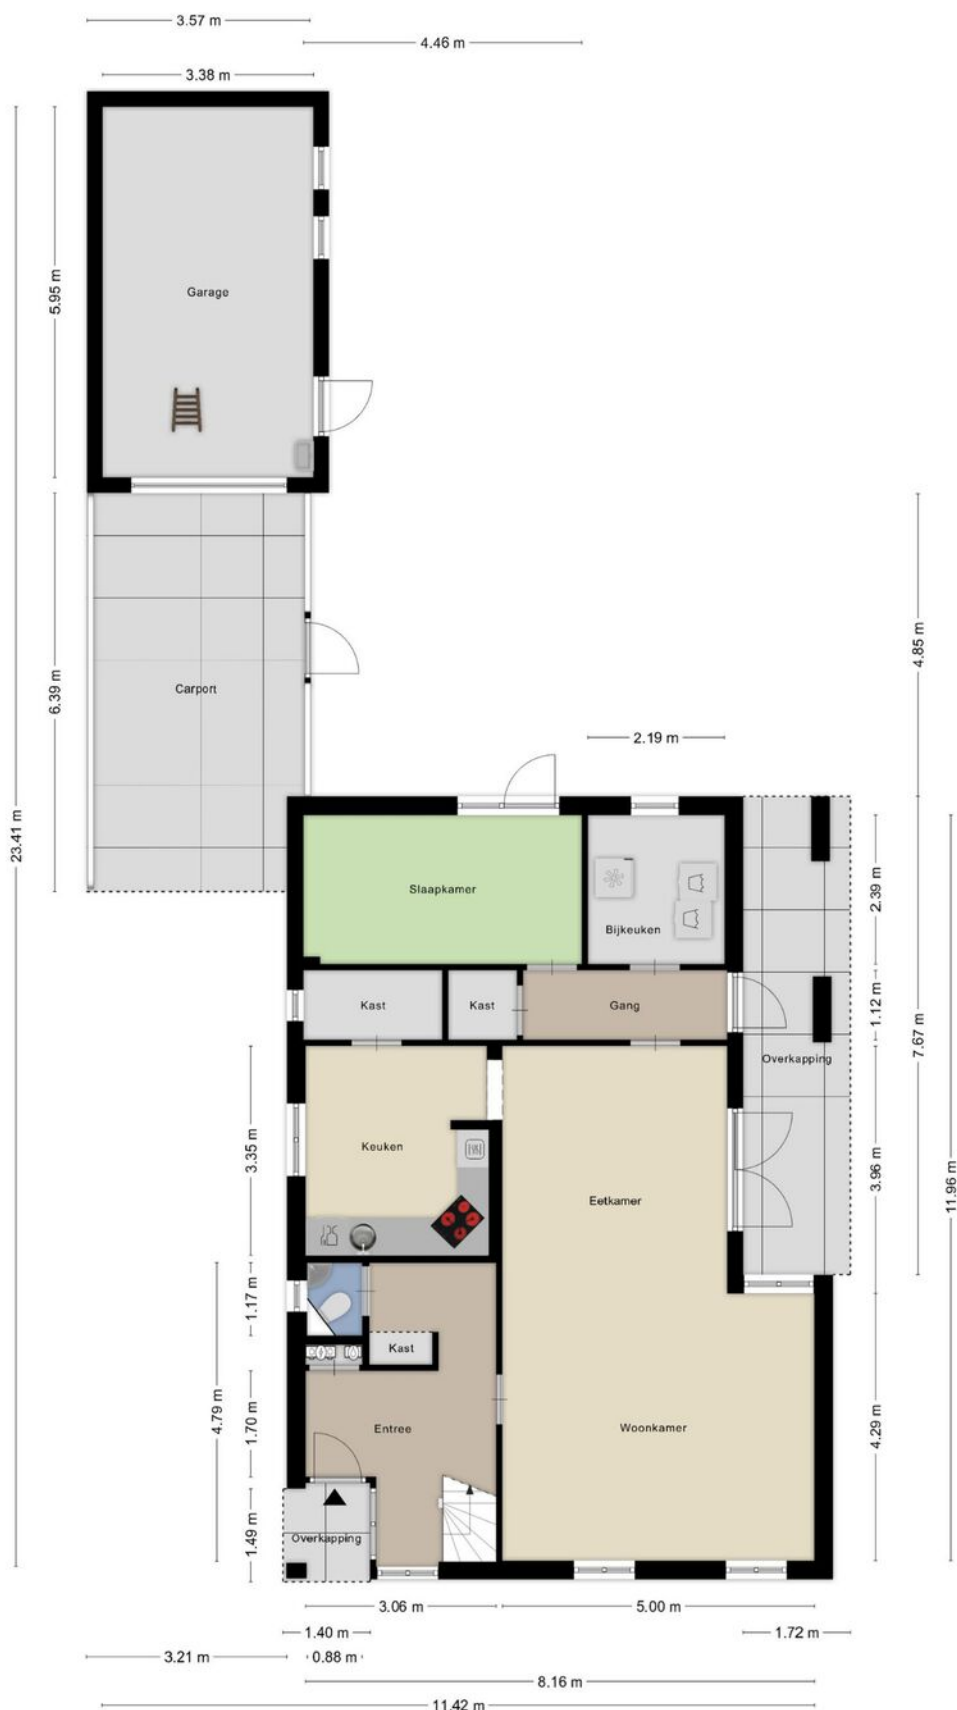 3.57 m
4.46 m
3.38 m
5.95 m
Garage
4.85 m
6.39 m
Carport
2.19 m
23.41 m
Slaapkamer
2.39 m
Bijkeuken
Kast
Kast
Gang
1.12 m
7.67 m
Overkapping
3.35 m
Keuken
3.96 m
11.96 m
Eetkamer
1.17 m
Kast
4.79 m
1.70 m
Entree
Woonkamer
4.29 m
1.49 m
Overkapping
3.06 m
5.00 m
1.40 m
1.72 m
3.21 m
0.88 m
8.16 m
11.42 m